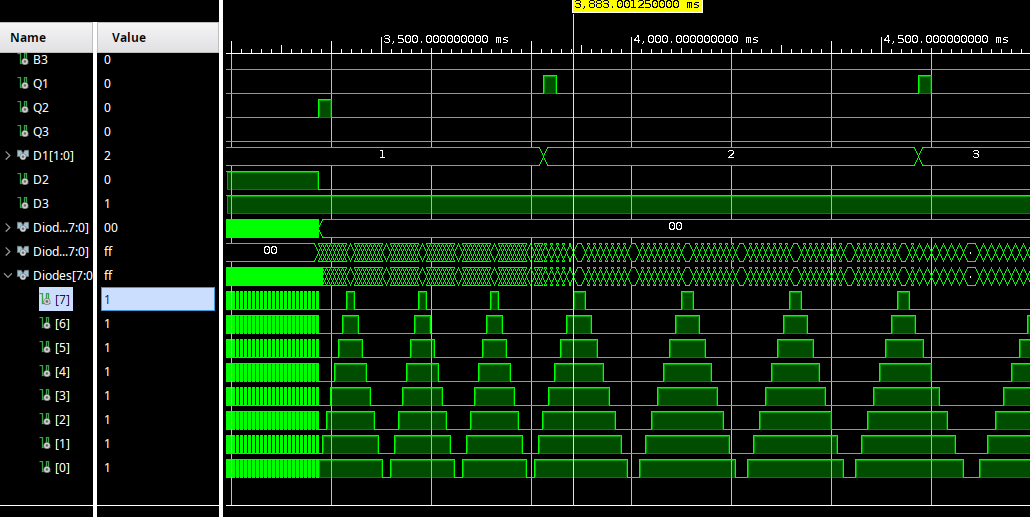 3,883.001250000 ms
Name Value
3,500.000000000 ms 4,000.000000000 ms 4,500.000000000 ms
B3 0
Q1 0
Q2 0
Q3 0
D1[1:0] 2 1 2 3
D2 0
D3 1
Diod...7:0] 00 00
Diod...7:0] ff 00
Diodes[7:0 ff
[7] 1
[6] 1
[5] 1
[4] 1
[3] 1
[2] 1
[1] 1
[0] 1